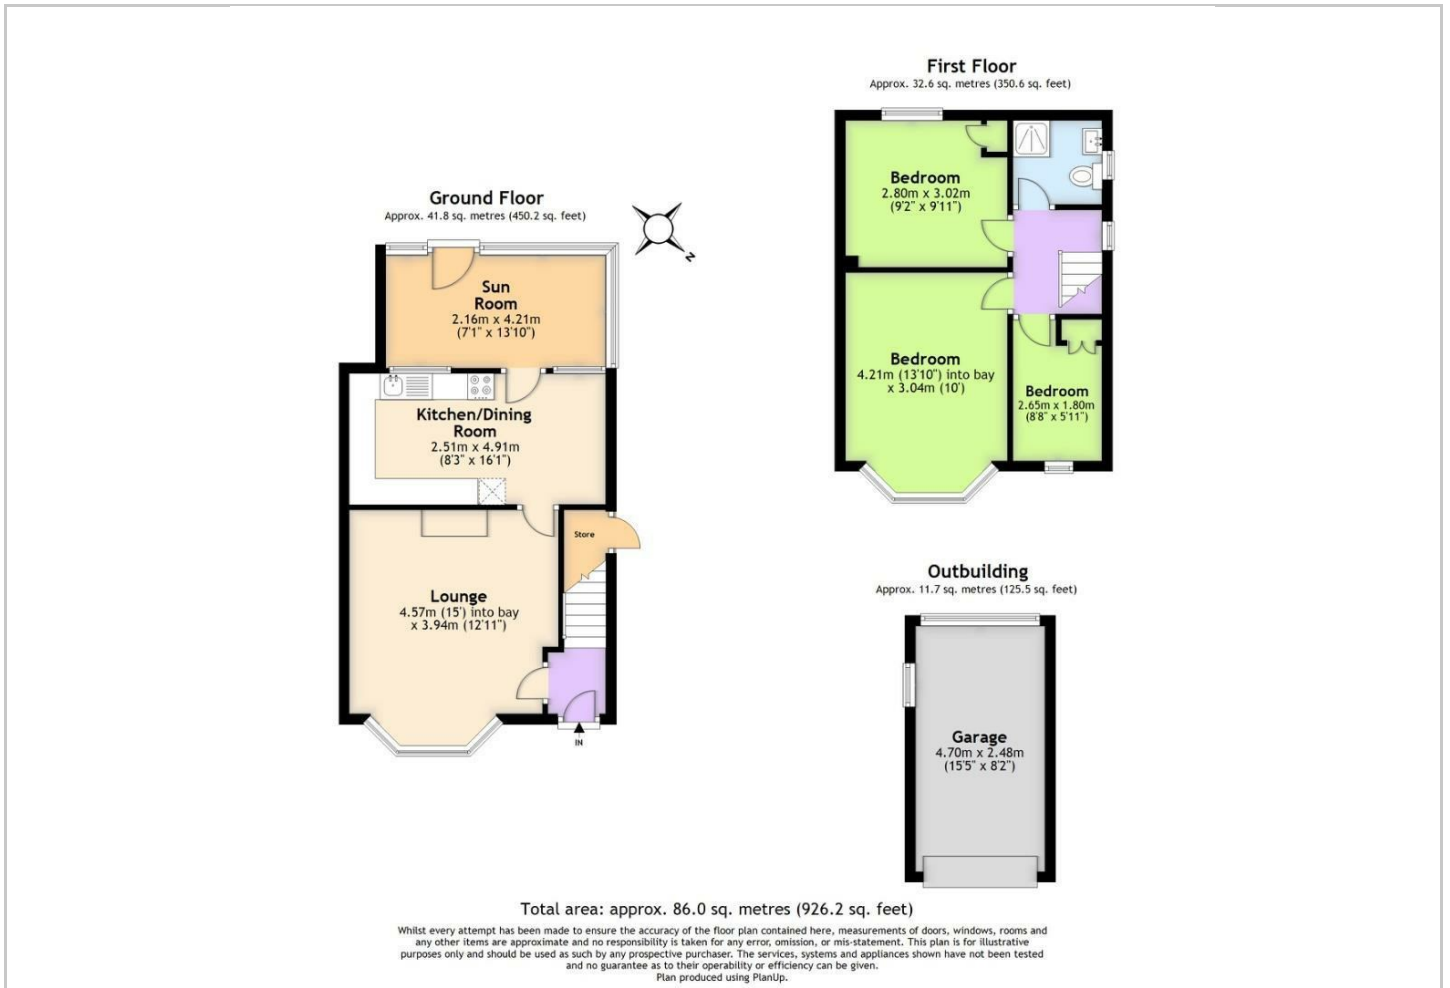 First Floor
Approx. 32.6 sq. metres (350.6 sq. feet)
Bedroom
2.80m x 3.02m
(9'2" x 9'11")
Bedroom
4.21m (13'10") into bay
x 3.04m (10')
Bedroom
2.65m x 1.80m
(8'8" x 5'11")
Ground Floor
Approx. 41.8 sq. metres (450.2 sq. feet)
N
Sun
Room
2.16m x 4.21m
(7'1" x 13'10")
Kitchen/Dining
Room
2.51m x 4.91m
(8'3" x 16'1")
Store
Lounge
4.57m (15') into bay
x 3.94m (12'11")
IN
Outbuilding
Approx. 11.7 sq. metres (125.5 sq. feet)
Garage
4.70m x 2.48m
(15'5" x 8'2")
Total area: approx. 86.0 sq. metres (926.2 sq. feet)
Whilst every attempt has been made to ensure the accuracy of the floor plan contained here, measurements of doors, windows, rooms and
any other items are approximate and no responsibility is taken for any error, omission, or mis-statement. This plan is for illustrative
purposes only and should be used as such by any prospective purchaser. The services, systems and appliances shown have not been tested
and no guarantee as to their operability or efficiency can be given.
Plan produced using PlanUp.